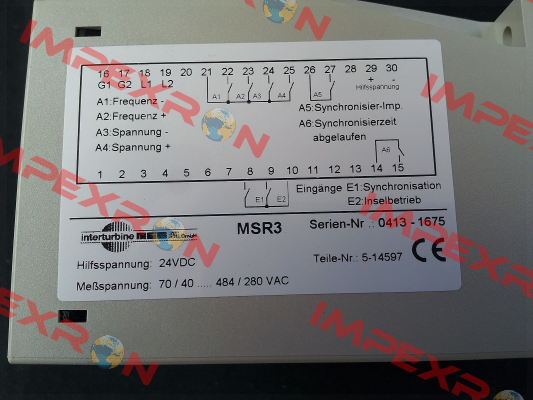 16 17 18 19 20 21 22 23 24 25 26 27 28 29 30
G1 G2 L1 L2 + -
Hilfsspannung
A1 A2 A3 A4 A5
A1:Frequenz -
A2:Frequenz +
A3:Spannung -
A4:Spannung +
A5:Synchronisier-Imp.
A6:Synchronisierzeit
abgelaufen
A6
1 2 3 4 5 6 7 8 9 10 11 12 13 14 15
E1 E2
Eingänge E1:Synchronisation
E2:Inselbetrieb
interturbine
MSR3
Serien-Nr .: 0413 - 1675
CE
Hilfsspannung: 24VDC
Teile-Nr.: 5-14597
Meßspannung: 70 / 40 ..... 484 / 280 VAC
IMPEXRON
IMPEXRON
IMPEXRON
IMPEXRON
IMPEXRON
IMPEXRON